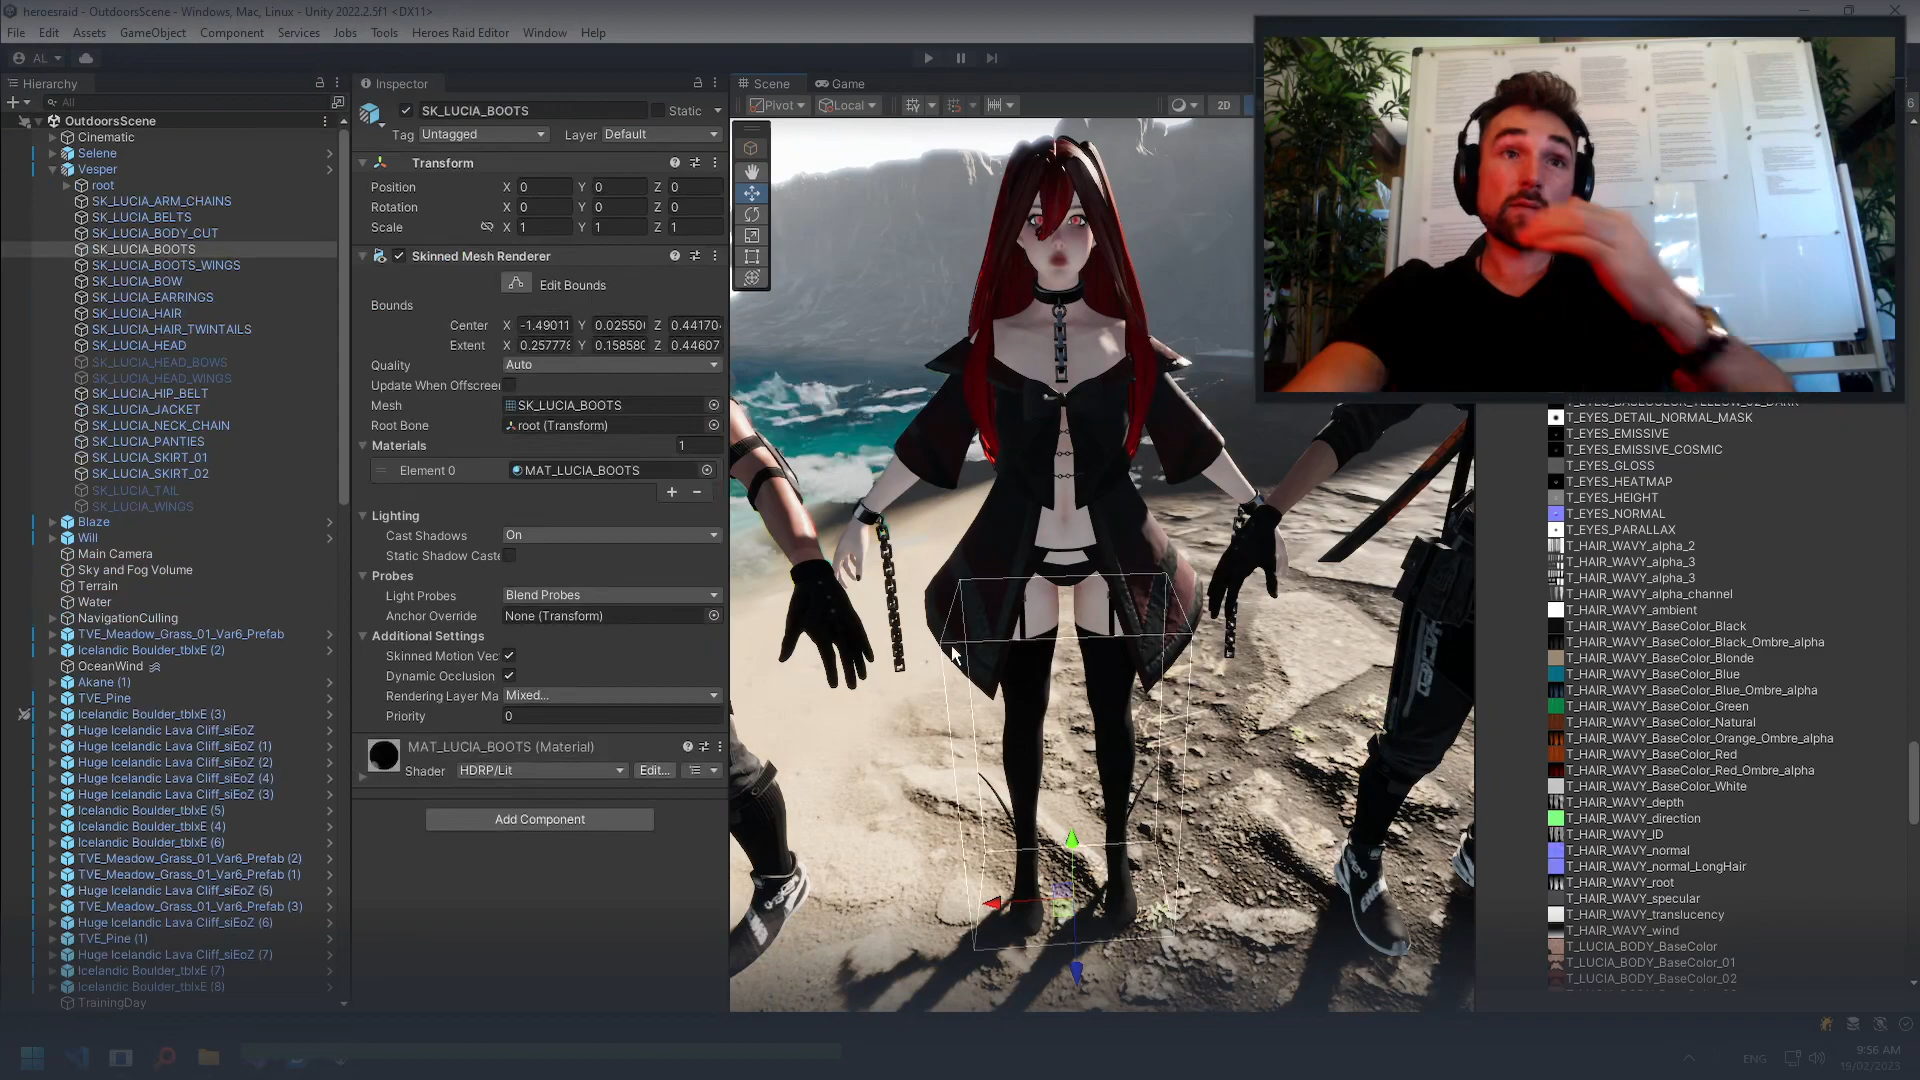 heroesraid - OutdoorsScene - Windows, Mac, Linux - Unity 2022.2.5f1 <DX11>
File Edit Assets GameObject Component Services Jobs Tools Heroes Raid Editor Window Help
AL
Hierarchy
All
OutdoorsScene
Cinematic
Selene
Vesper
root
SK_LUCIA_ARM_CHAINS
SK_LUCIA_BELTS
SK_LUCIA_BODY_CUT
SK_LUCIA_BOOTS
SK_LUCIA_BOOTS_WINGS
SK_LUCIA_BOW
SK_LUCIA_EARRINGS
SK_LUCIA_HAIR
SK_LUCIA_HAIR_TWINTAILS
SK_LUCIA_HEAD
SK_LUCIA_HEAD_BOWS
SK_LUCIA_HEAD_WINGS
SK_LUCIA_HIP_BELT
SK_LUCIA_JACKET
SK_LUCIA_NECK_CHAIN
SK_LUCIA_PANTIES
SK_LUCIA_SKIRT_01
SK_LUCIA_SKIRT_02
SK_LUCIA_TAIL
SK_LUCIA_WINGS
Blaze
Will
Main Camera
Sky and Fog Volume
Terrain
Water
NavigationCulling
TVE_Meadow_Grass_01_Var6_Prefab
Icelandic Boulder_tblxE (2)
OceanWind
Akane (1)
TVE_Pine
Icelandic Boulder_tblxE (3)
Huge Icelandic Lava Cliff_siEoZ
Huge Icelandic Lava Cliff_siEoZ (1)
Huge Icelandic Lava Cliff_siEoZ (2)
Huge Icelandic Lava Cliff_siEoZ (4)
Huge Icelandic Lava Cliff_siEoZ (3)
Icelandic Boulder_tblxE (5)
Icelandic Boulder_tblxE (4)
Icelandic Boulder_tblxE (6)
TVE_Meadow_Grass_01_Var6_Prefab (2)
TVE_Meadow_Grass_01_Var6_Prefab (1)
Huge Icelandic Lava Cliff_siEoZ (5)
TVE_Meadow_Grass_01_Var6_Prefab (3)
Huge Icelandic Lava Cliff_siEoZ (6)
TVE_Pine (1)
Huge Icelandic Lava Cliff_siEoZ (7)
Icelandic Boulder_tblxE (7)
Icelandic Boulder_tblxE (8)
TrainingDay
Inspector
SK_LUCIA_BOOTS Static
Tag Untagged Layer Default
Transform
Position X 0 Y 0 Z 0
Rotation X 0 Y 0 Z 0
Scale X 1 Y 1 Z 1
Skinned Mesh Renderer
Edit Bounds
Bounds
Center X -1.49011 Y 0.02550 Z 0.44170
Extent X 0.257778 Y 0.158580 Z 0.44607
Quality Auto
Update When Offscreer
Mesh SK_LUCIA_BOOTS
Root Bone root (Transform)
Materials 1
Element 0 MAT_LUCIA_BOOTS
+ -
Lighting
Cast Shadows On
Static Shadow Caste
Probes
Light Probes Blend Probes
Anchor Override None (Transform)
Additional Settings
Skinned Motion Vec
Dynamic Occlusion
Rendering Layer Ma Mixed...
Priority 0
MAT_LUCIA_BOOTS (Material)
Shader HDRP/Lit Edit...
Add Component
Scene Game
Pivot Local 2D
6
T_EYES_DETAIL_NORMAL_MASK
T_EYES_EMISSIVE
T_EYES_EMISSIVE_COSMIC
T_EYES_GLOSS
T_EYES_HEATMAP
T_EYES_HEIGHT
T_EYES_NORMAL
T_EYES_PARALLAX
T_HAIR_WAVY_alpha_2
T_HAIR_WAVY_alpha_3
T_HAIR_WAVY_alpha_3
T_HAIR_WAVY_alpha_channel
T_HAIR_WAVY_ambient
T_HAIR_WAVY_BaseColor_Black
T_HAIR_WAVY_BaseColor_Black_Ombre_alpha
T_HAIR_WAVY_BaseColor_Blonde
T_HAIR_WAVY_BaseColor_Blue
T_HAIR_WAVY_BaseColor_Blue_Ombre_alpha
T_HAIR_WAVY_BaseColor_Green
T_HAIR_WAVY_BaseColor_Natural
T_HAIR_WAVY_BaseColor_Orange_Ombre_alpha
T_HAIR_WAVY_BaseColor_Red
T_HAIR_WAVY_BaseColor_Red_Ombre_alpha
T_HAIR_WAVY_BaseColor_White
T_HAIR_WAVY_depth
T_HAIR_WAVY_direction
T_HAIR_WAVY_ID
T_HAIR_WAVY_normal
T_HAIR_WAVY_normal_LongHair
T_HAIR_WAVY_root
T_HAIR_WAVY_specular
T_HAIR_WAVY_translucency
T_HAIR_WAVY_wind
T_LUCIA_BODY_BaseColor
T_LUCIA_BODY_BaseColor_01
T_LUCIA_BODY_BaseColor_02
ENG
9:56 AM
19/02/2023